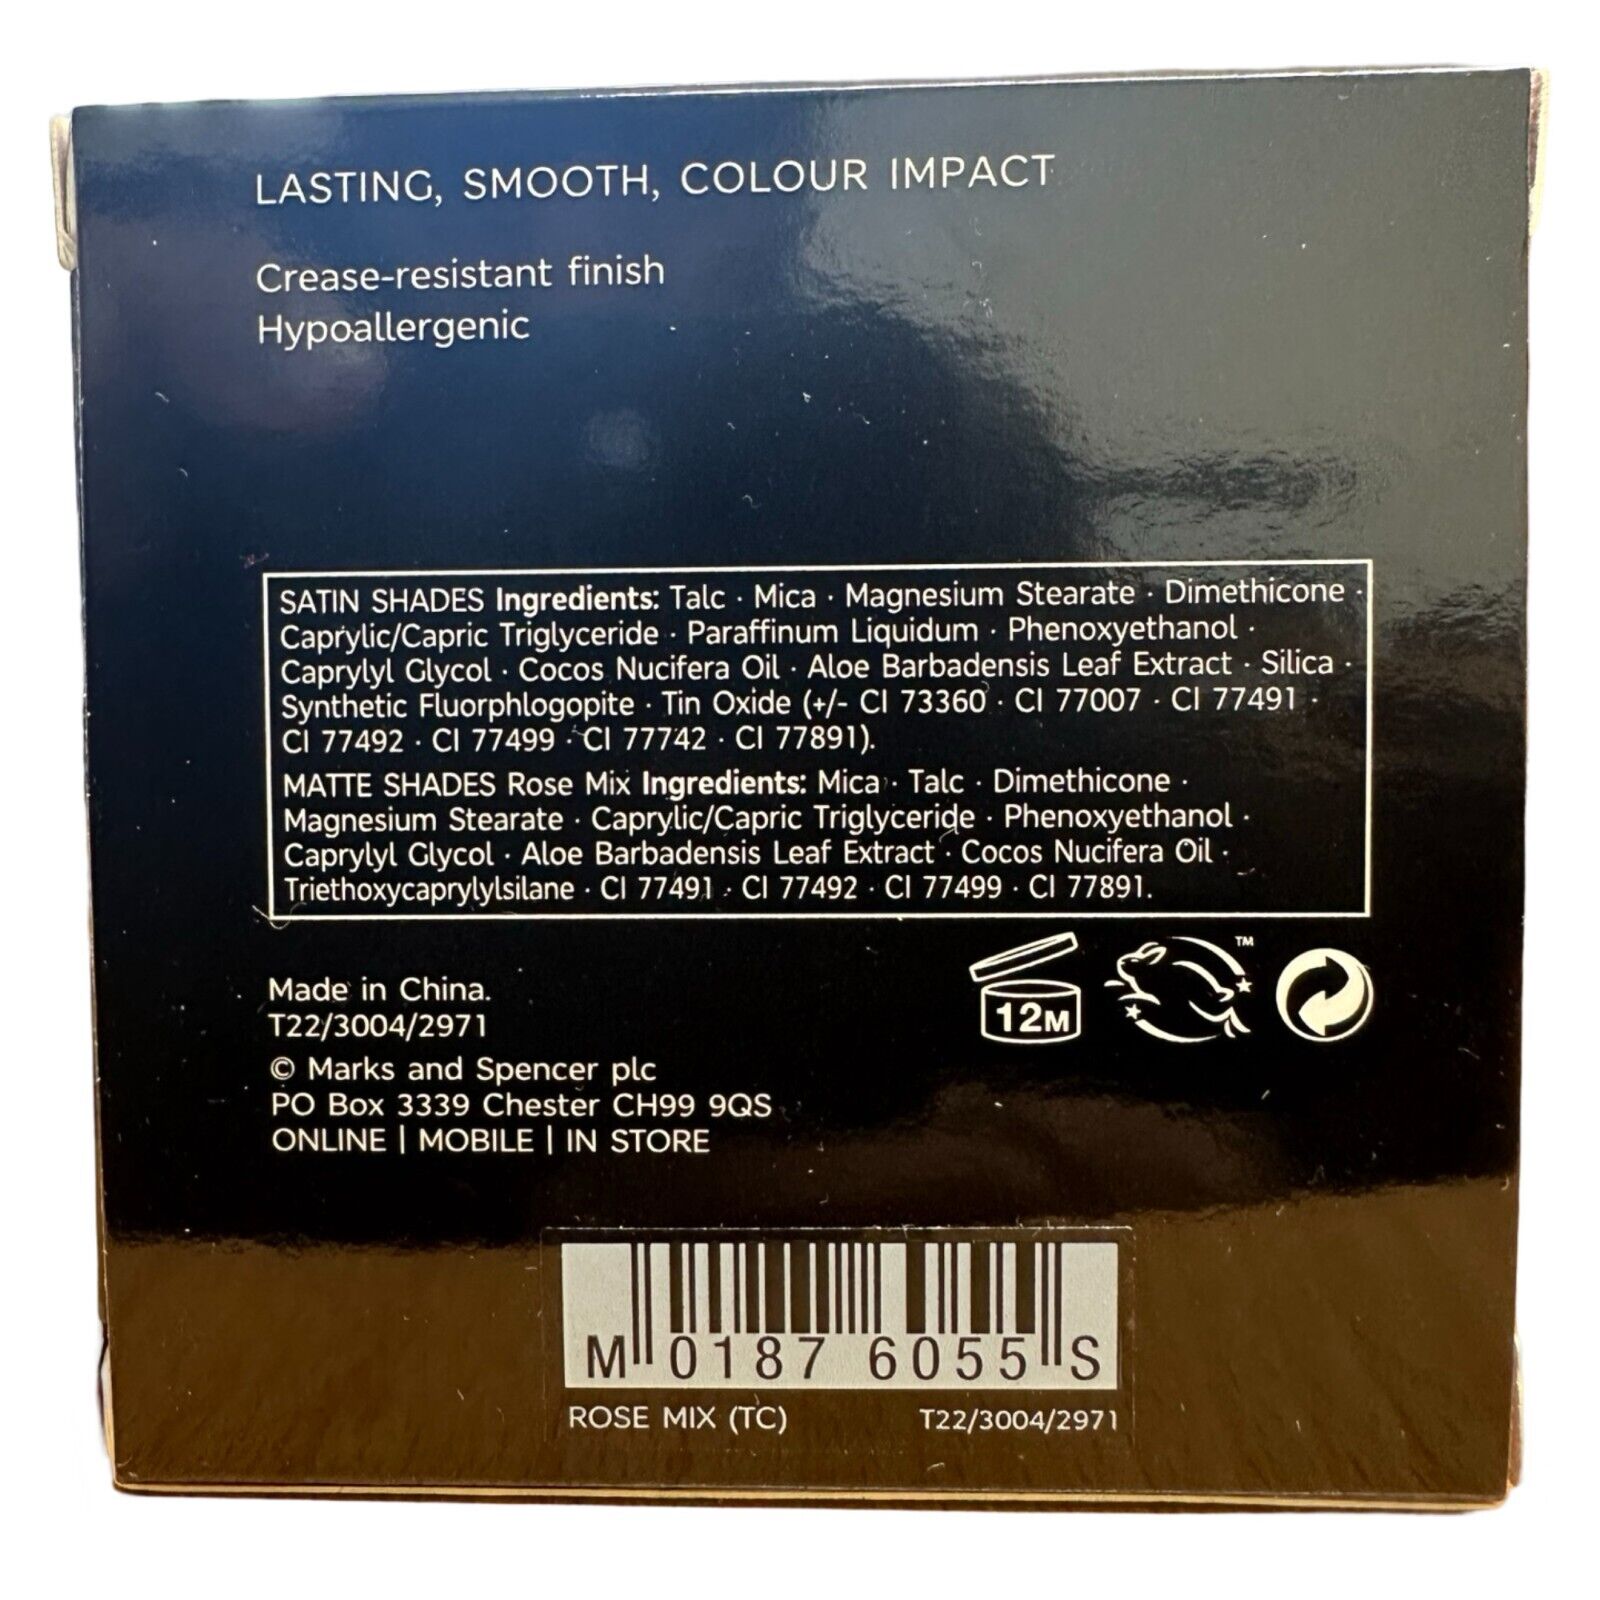 LASTING, SMOOTH, COLOUR IMPACT
Crease-resistant finish
Hypoallergenic
SATIN SHADES Ingredients: Talc · Mica · Magnesium Stearate · Dimethicone ·
Caprylic/Capric Triglyceride · Paraffinum Liquidum · Phenoxyethanol ·
Caprylyl Glycol · Cocos Nucifera Oil · Aloe Barbadensis Leaf Extract · Silica ·
Synthetic Fluorphlogopite · Tin Oxide (+/- CI 73360 · CI 77007 · CI 77491 ·
CI 77492 · CI 77499 · CI 77742 · CI 77891).
MATTE SHADES Rose Mix Ingredients: Mica · Talc · Dimethicone ·
Magnesium Stearate · Caprylic/Capric Triglyceride · Phenoxyethanol ·
Caprylyl Glycol · Aloe Barbadensis Leaf Extract · Cocos Nucifera Oil ·
Triethoxycaprylylsilane · CI 77491 · CI 77492 · CI 77499 · CI 77891.
12M
TM
Made in China.
T22/3004/2971
© Marks and Spencer plc
PO Box 3339 Chester CH99 9QS
ONLINE | MOBILE | IN STORE
M 0187 6055 S
ROSE MIX (TC) T22/3004/2971